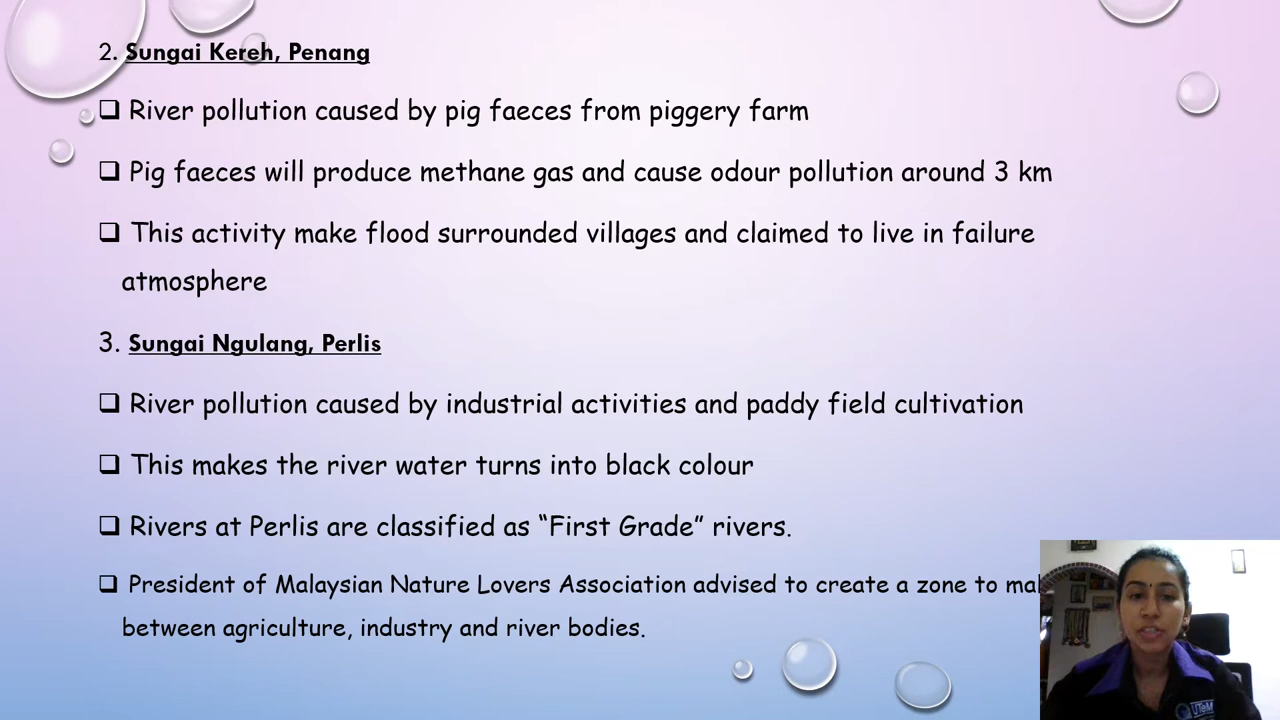 2. Sungai Kereh, Penang
❑ River pollution caused by pig faeces from piggery farm
❑ Pig faeces will produce methane gas and cause odour pollution around 3 km
❑ This activity make flood surrounded villages and claimed to live in failure
atmosphere
3. Sungai Ngulang, Perlis
❑ River pollution caused by industrial activities and paddy field cultivation
❑ This makes the river water turns into black colour
❑ Rivers at Perlis are classified as “First Grade” rivers.
❑ President of Malaysian Nature Lovers Association advised to create a zone to
between agriculture, industry and river bodies.
UTeM